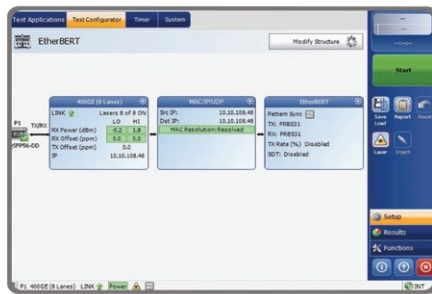 Test Applications
Test Configurator
Timer
System
EtherBERT
Modify Structure
Start
P1
TX/RX
400GE (8 Lanes)
LINK Lasers 8 of 8 ON
LO HI
RX Power (dBm) -0.2 1.8
RX Offset (ppm) 0.0 0.0
TX Offset (ppm) 0.0
IP 10.10.108.48
MAC/IP/UDP
Src IP: 10.10.108.48
Dst IP: 10.10.108.48
MAC Resolution: Resolved
EtherBERT
Pattern Sync
TX: PRBS31
RX: PRBS31
TX Rate (%) Disabled
SDT: Disabled
Save
Load
Report
Laser
Inject
Setup
Results
Functions
P1 400GE (8 Lanes) LINK Power
INT